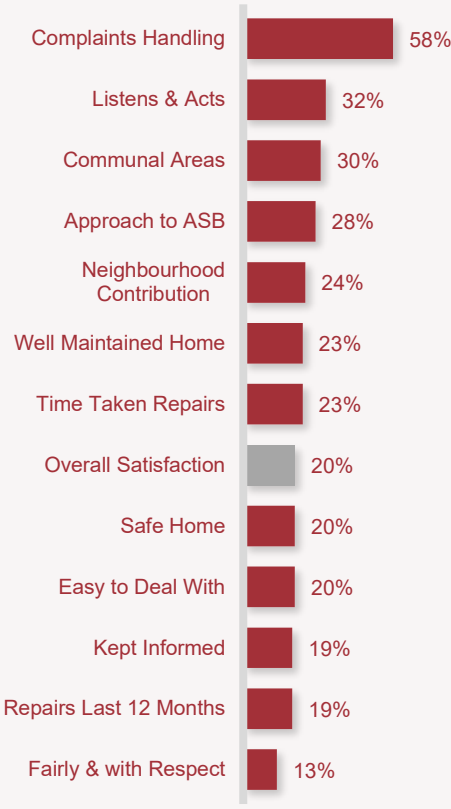 Complaints Handling 58%
Listens & Acts 32%
Communal Areas 30%
Approach to ASB 28%
Neighbourhood
Contribution 24%
Well Maintained Home 23%
Time Taken Repairs 23%
Overall Satisfaction 20%
Safe Home 20%
Easy to Deal With 20%
Kept Informed 19%
Repairs Last 12 Months 19%
Fairly & with Respect 13%